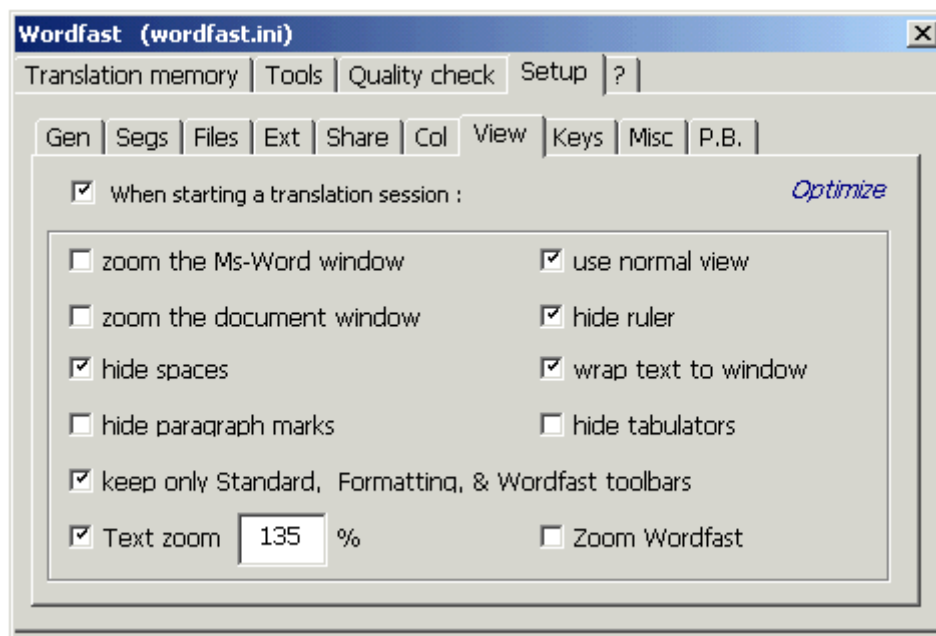 Wordfast (wordfast.ini)
Translation memory Tools Quality check Setup ?
Gen Segs Files Ext Share Col View Keys Misc P.B.
When starting a translation session : Optimize
zoom the Ms-Word window use normal view
zoom the document window hide ruler
hide spaces wrap text to window
hide paragraph marks hide tabulators
keep only Standard, Formatting, & Wordfast toolbars
Text zoom 135 % Zoom Wordfast